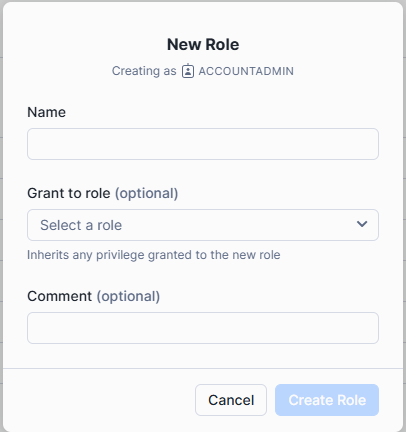 New Role
Creating as ACCOUNTADMIN
Name
Grant to role (optional)
Select a role
Inherits any privilege granted to the new role
Comment (optional)
Cancel Create Role